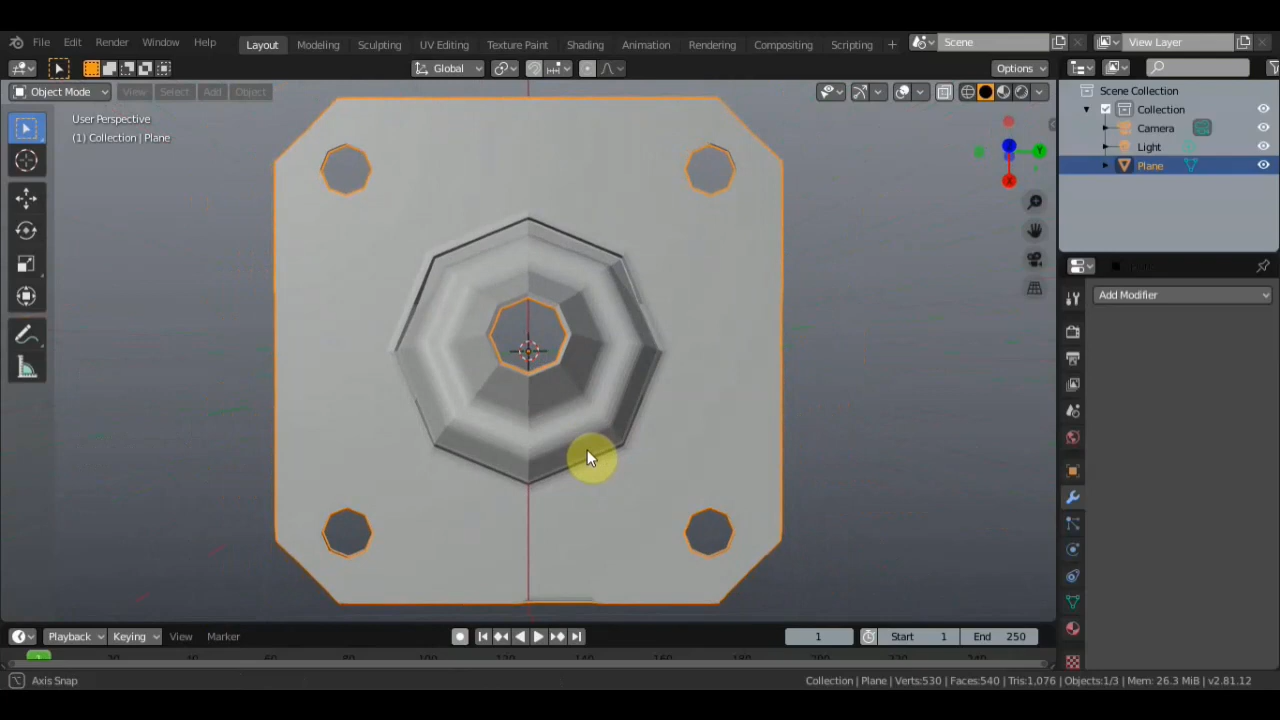 File Edit Render Window Help Layout Modeling Sculpting UV Editing Texture Paint Shading Animation Rendering Compositing Scripting + Scene View Layer
Global Options
Object Mode View Select Add Object Scene Collection
User Perspective Collection
(1) Collection | Plane Camera
Light
Plane
X Y Z
Add Modifier
Playback Keying View Marker 1 Start 1 End 250
1
Axis Snap Collection | Plane | Verts:530 | Faces:540 | Tris:1,076 | Objects:1/3 | Mem: 26.3 MiB | v2.81.12